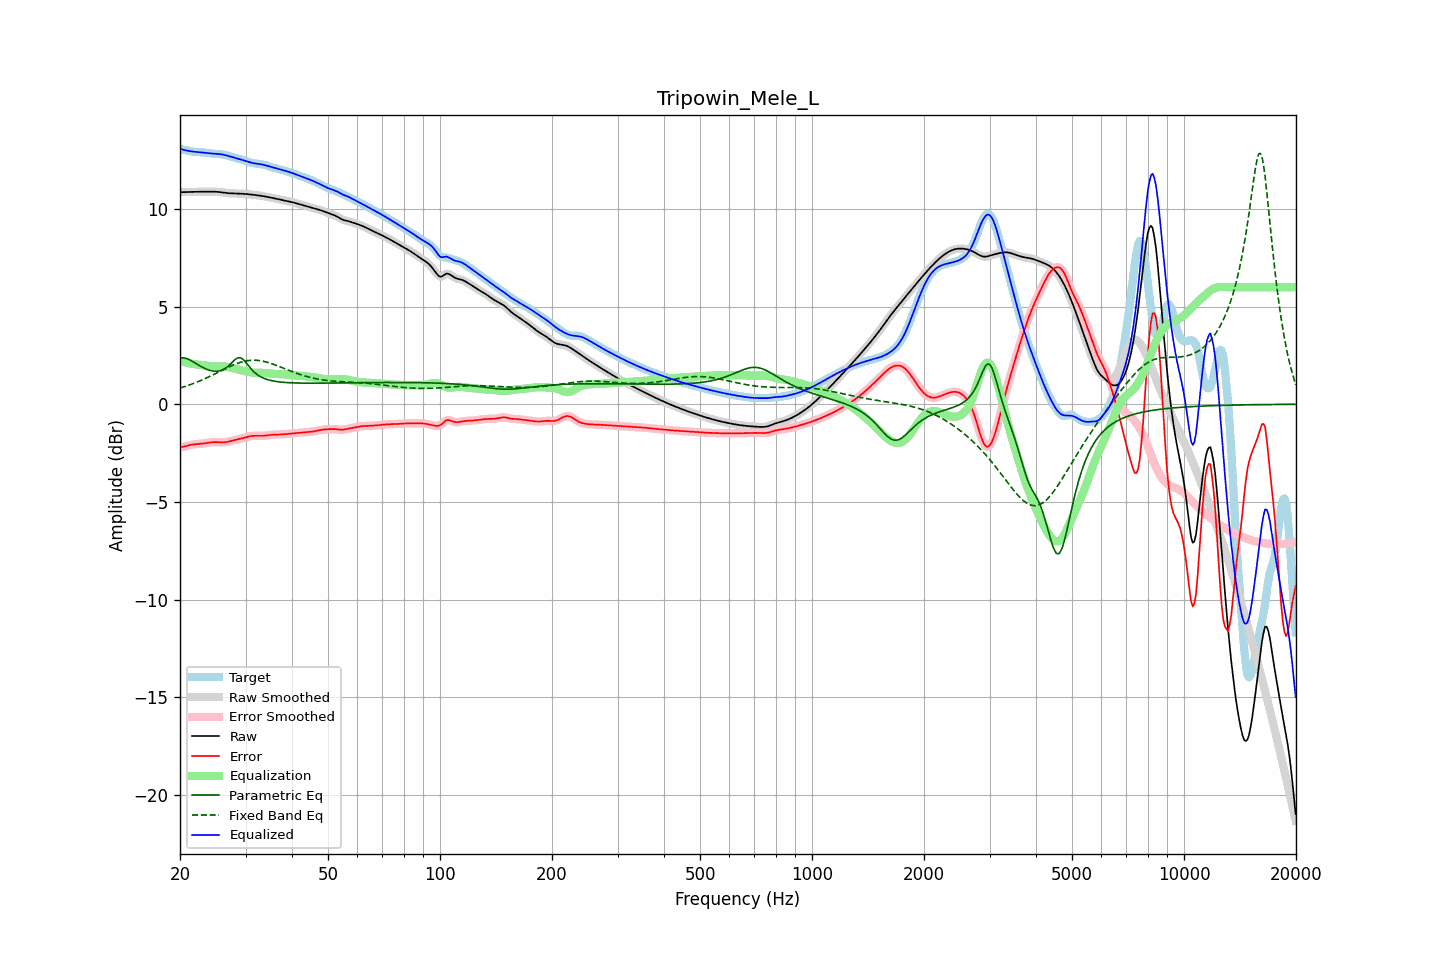 Tripowin_Mele_L
Amplitude (dBr)
10
5
0
−5
−10
−15
−20
Target
Raw Smoothed
Error Smoothed
Raw
Error
Equalization
Parametric Eq
Fixed Band Eq
Equalized
20 50 100 200 500 1000 2000 5000 10000 20000
Frequency (Hz)